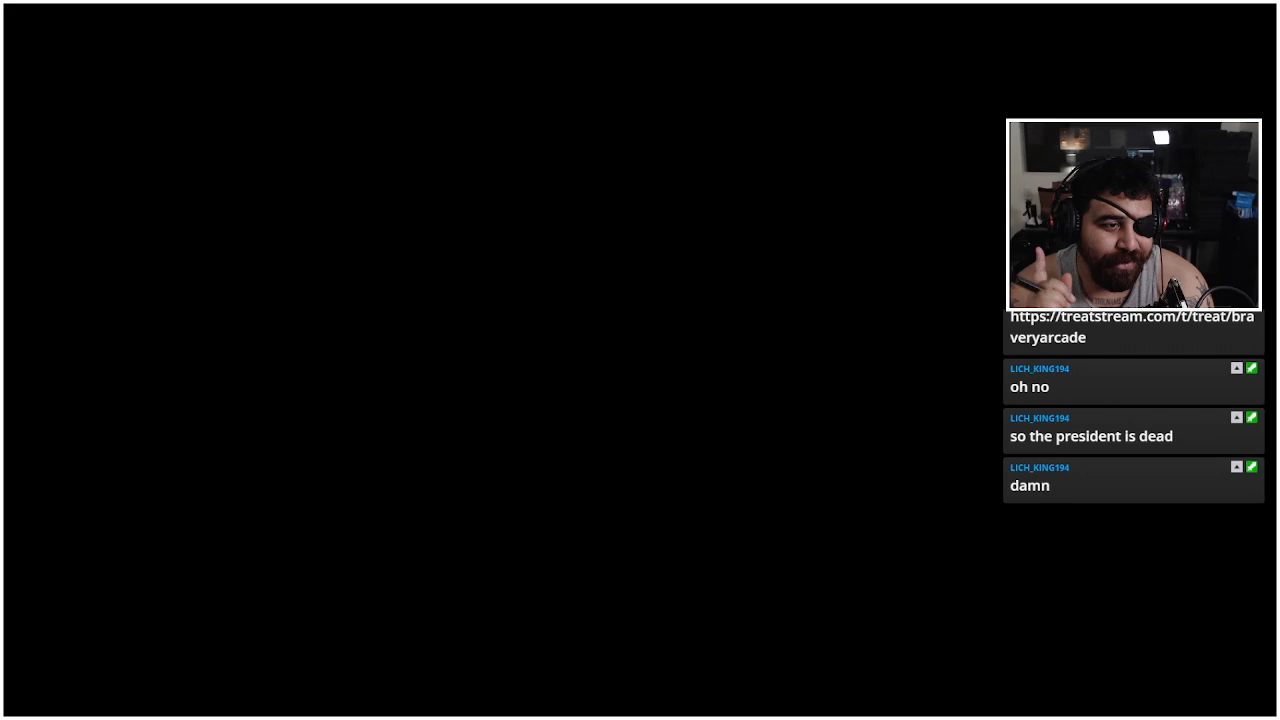 https://treatstream.com/t/treat/bra
veryarcade
LICH_KING194
oh no
LICH_KING194
so the president is dead
LICH_KING194
damn